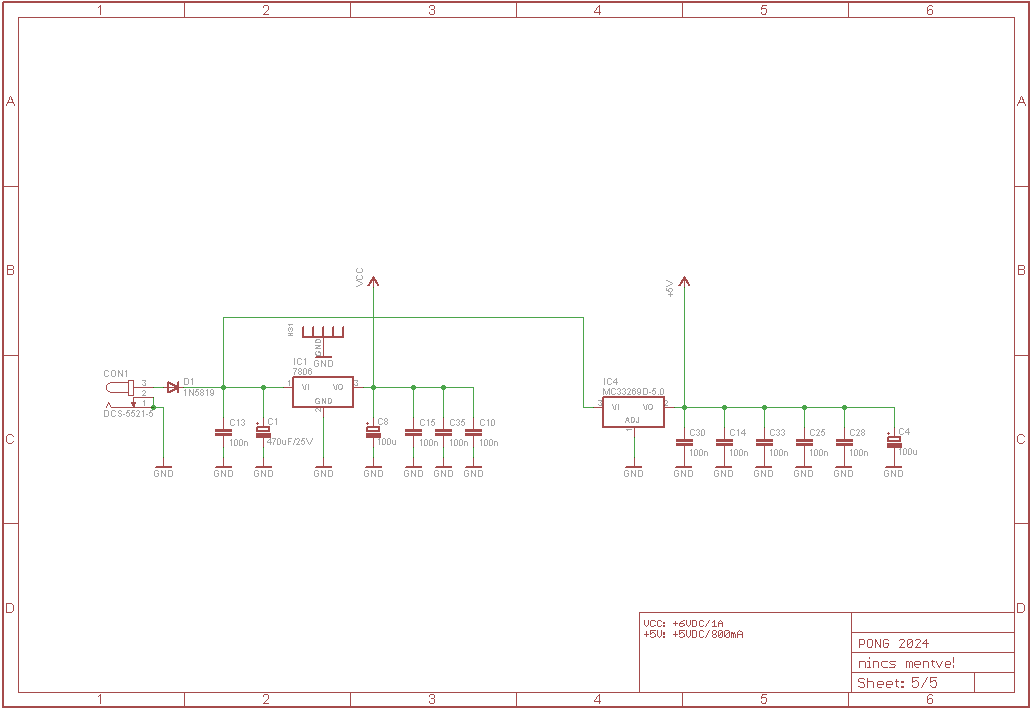 1 2 3 4 5 6
A A
B B
VCC
+5V
KS1
GND
GND
IC1
7806
CON1
3
2
1
DCS-5521-5
D1
1N5819
1 VI VO 3
GND
2
IC4
MC33269D-5.0
3 VI VO 2
ADJ
1
C13
100n
C1
470uF/25V
C8
100u
C15
100n
C35
100n
C10
100n
C30
100n
C14
100n
C33
100n
C25
100n
C28
100n
C4
100u
GND GND GND GND GND GND GND GND GND GND GND GND GND GND GND
C C
D D
VCC: +6VDC/1A
+5V: +5VDC/800mA
PONG 2024
nincs mentve!
Sheet: 5/5
1 2 3 4 5 6